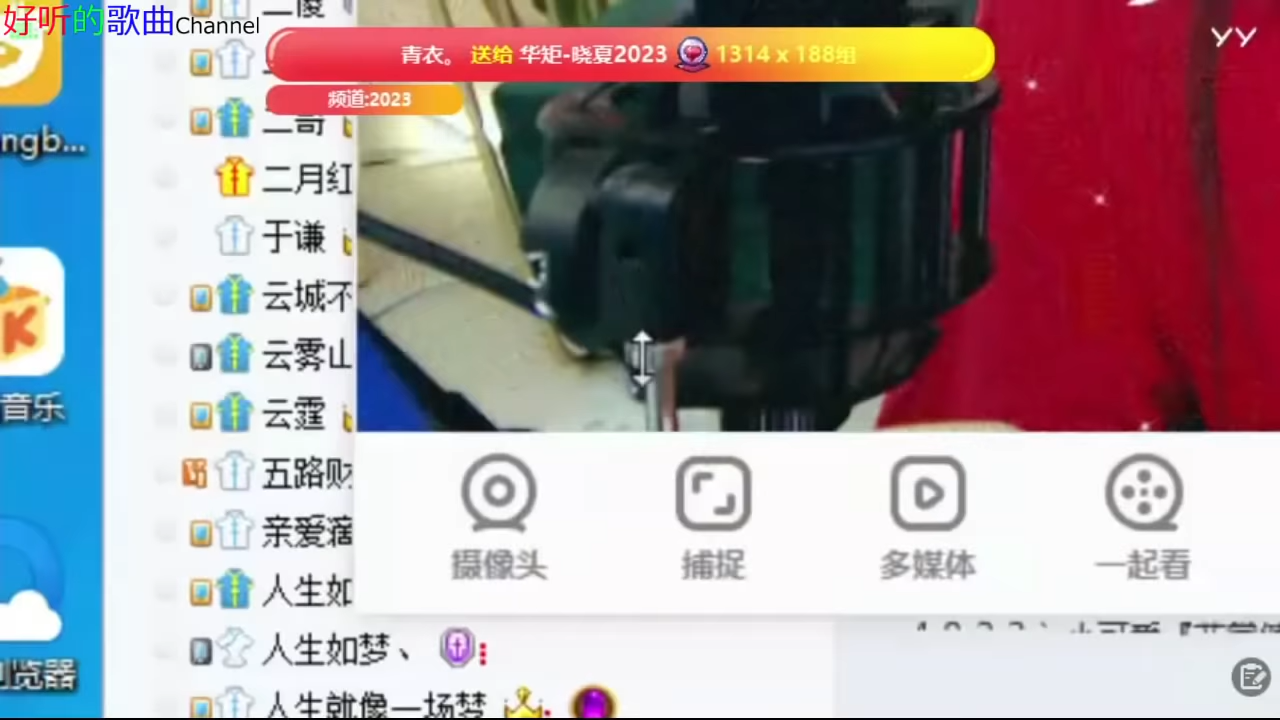 好听的歌曲Channel
YY
青衣。 送给 华矩-晓夏2023 1314 x 188组
频道:2023
ngb...
二哥
二月红
于谦
云城不
云雾山
音乐
云霆
五路财
亲爱
人生如
人生如梦、
人生就像一场梦
摄像头
捕捉
多媒体
一起看
浏览器